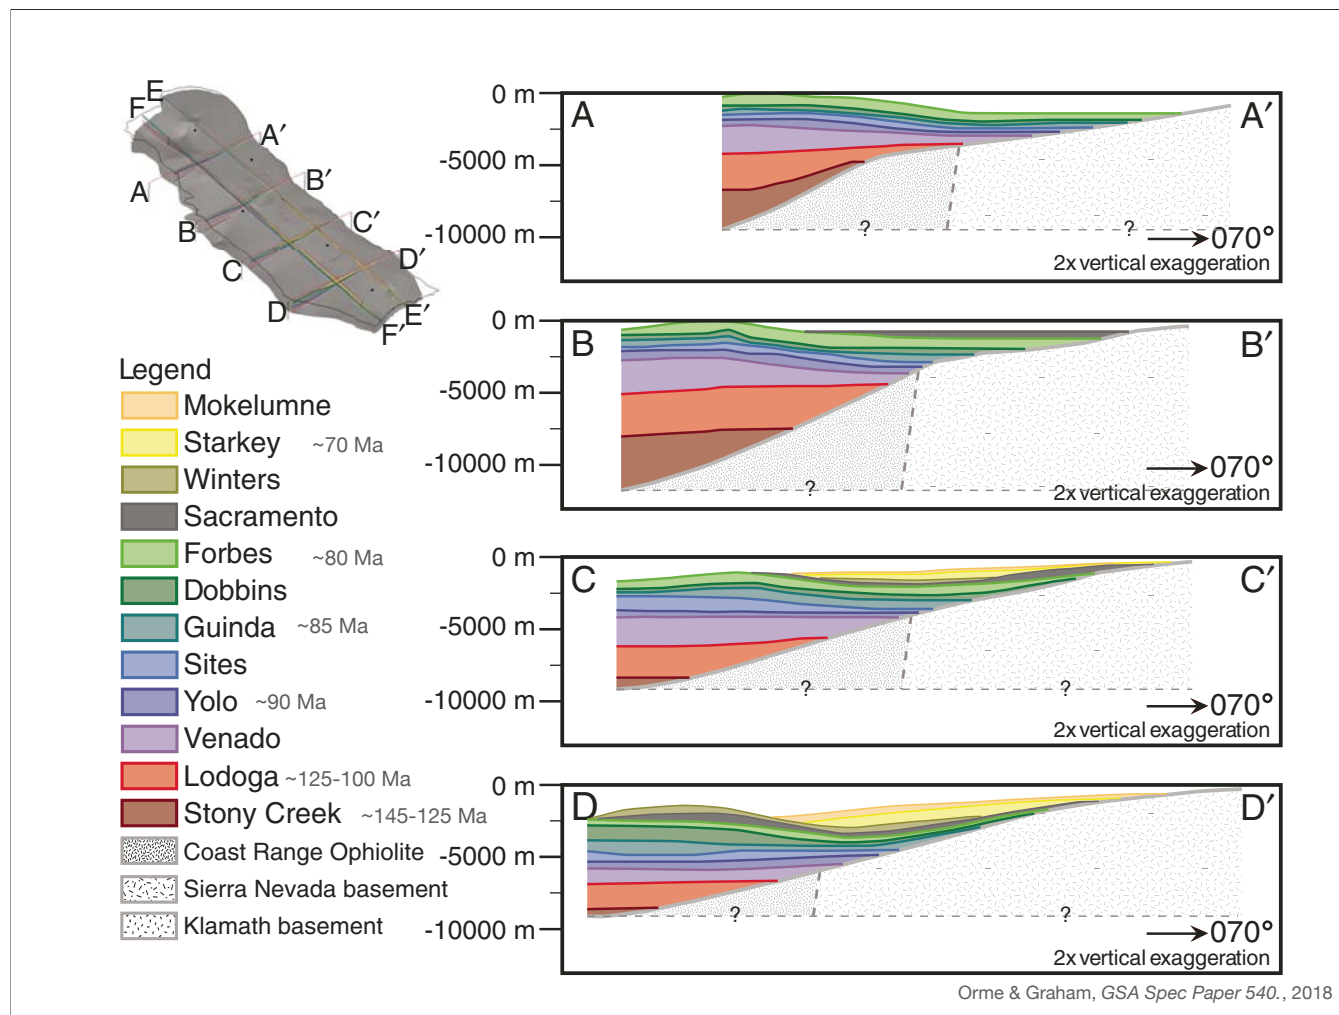 E
F
A'
A
B'
B
C'
C
D'
D
E'
F'
Legend
Mokelumne
Starkey ~70 Ma
Winters
Sacramento
Forbes ~80 Ma
Dobbins
Guinda ~85 Ma
Sites
Yolo ~90 Ma
Venado
Lodoga ~125-100 Ma
Stony Creek ~145-125 Ma
Coast Range Ophiolite
Sierra Nevada basement
Klamath basement
0 m
-5000 m
-10000 m
A
A′
? ?
070°
2x vertical exaggeration
0 m
-5000 m
-10000 m
B
B′
?
070°
2x vertical exaggeration
0 m
-5000 m
-10000 m
C
C′
? ?
070°
2x vertical exaggeration
0 m
-5000 m
-10000 m
D
D′
? ?
070°
2x vertical exaggeration
Orme & Graham, GSA Spec Paper 540., 2018